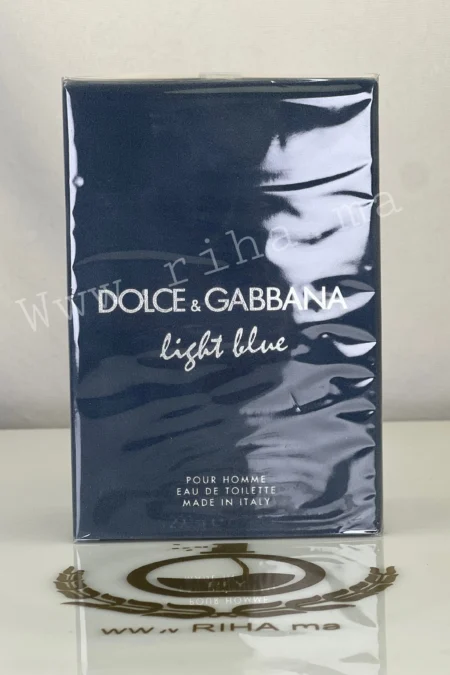 www.riha.ma
DOLCE & GABBANA
light blue
POUR HOMME
EAU DE TOILETTE
MADE IN ITALY
POUR HOMME
www RIHA ma